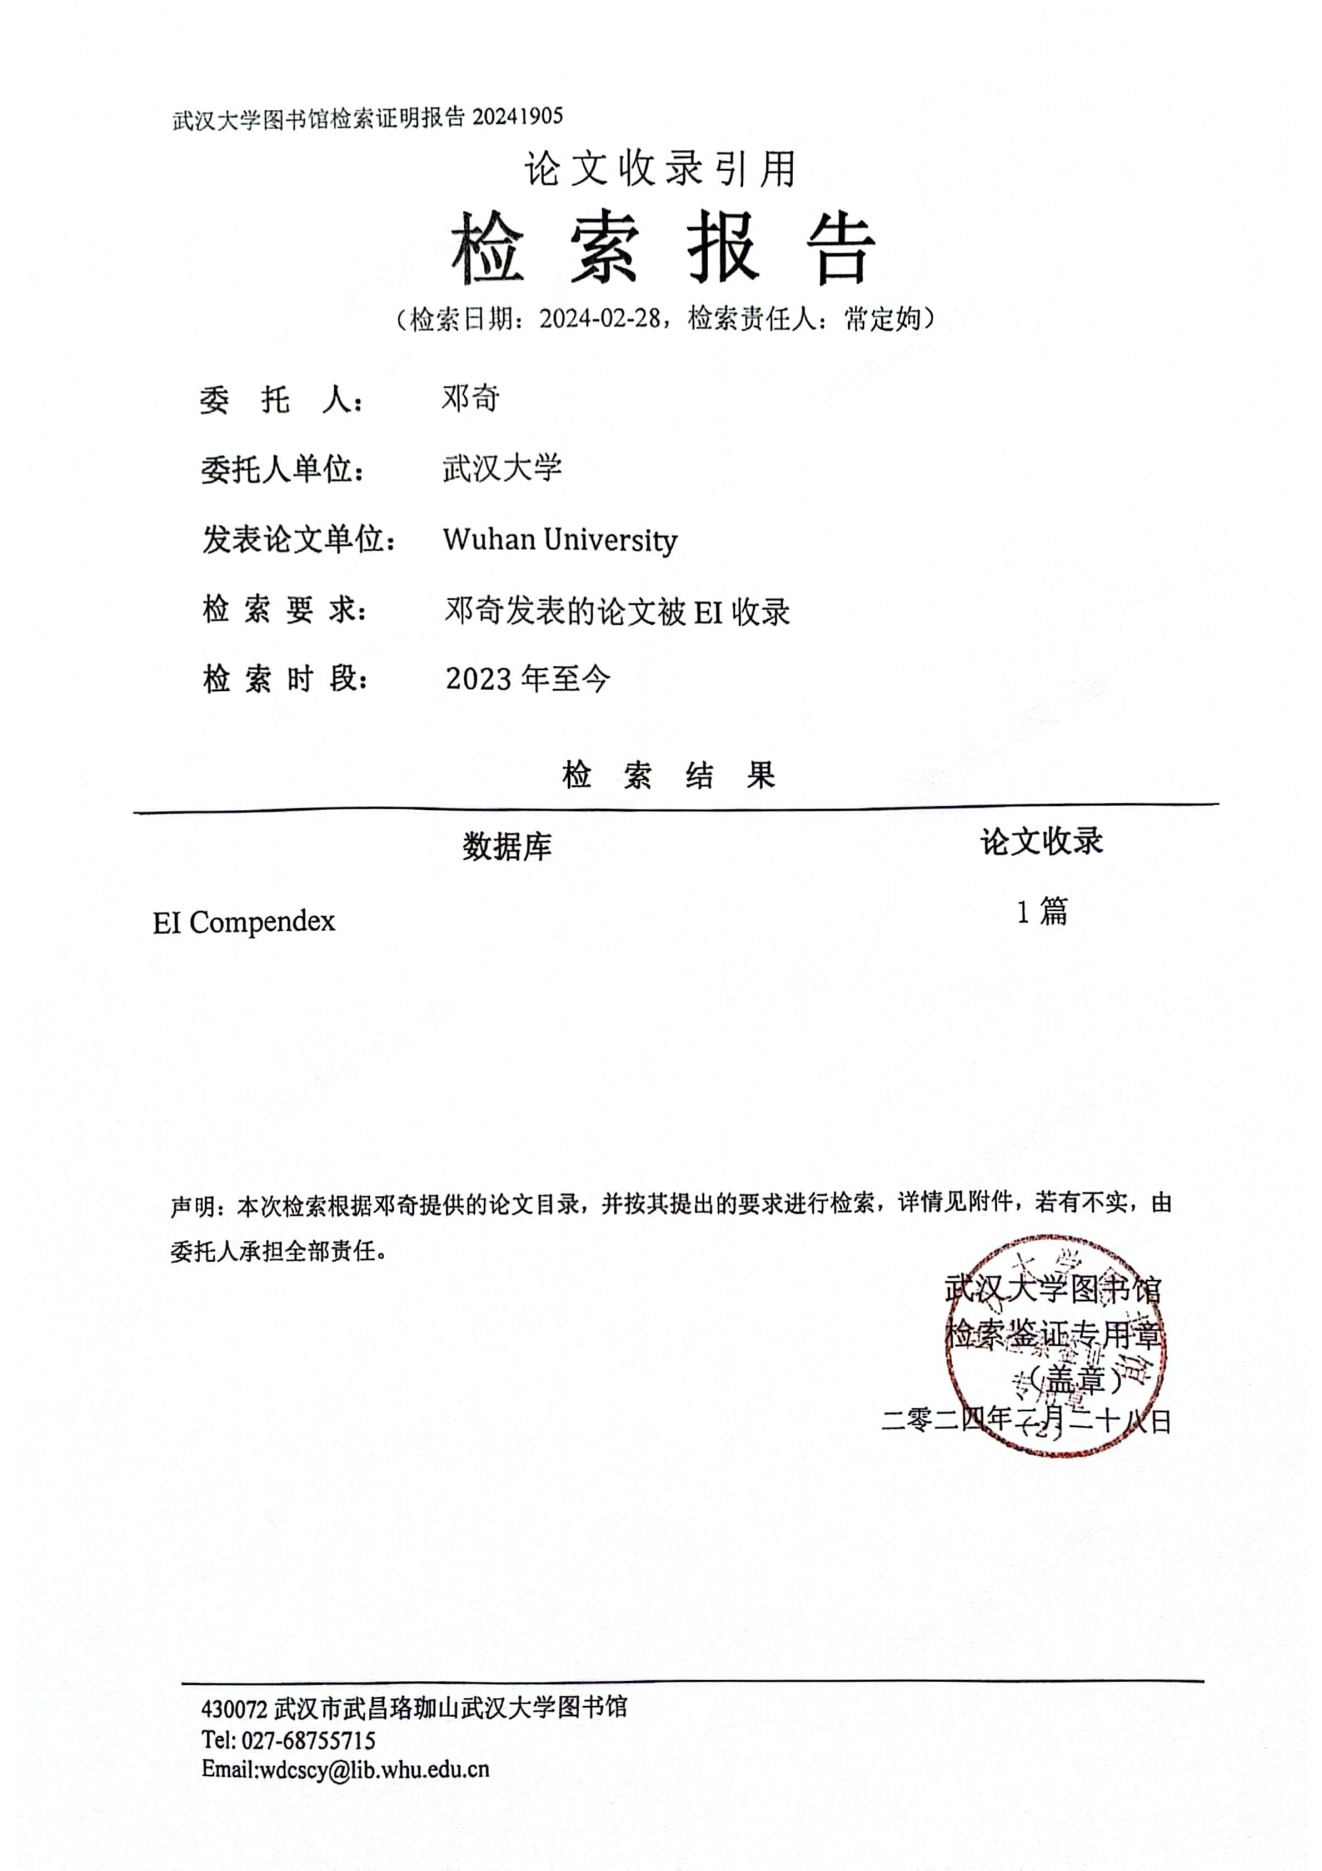 武汉大学图书馆检索证明报告 20241905
论文收录引用
检索报告
（检索日期：2024-02-28，检索责任人：常定姁）
委托人： 邓奇
委托人单位： 武汉大学
发表论文单位： Wuhan University
检索要求： 邓奇发表的论文被 EI 收录
检索时段： 2023 年至今
检索结果
数据库 论文收录
EI Compendex 1 篇
声明：本次检索根据邓奇提供的论文目录，并按其提出的要求进行检索，详情见附件，若有不实，由
委托人承担全部责任。
武汉大学图书馆
检索鉴证专用章
（盖章）
二零二四年二月二十八日
430072 武汉市武昌珞珈山武汉大学图书馆
Tel: 027-68755715
Email:wdcscy@lib.whu.edu.cn